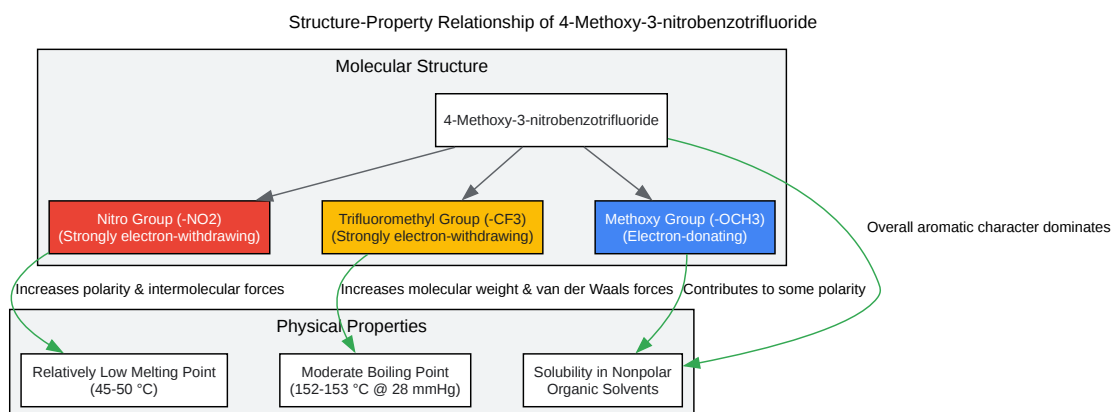 Structure-Property Relationship of 4-Methoxy-3-nitrobenzotrifluoride
Molecular Structure
4-Methoxy-3-nitrobenzotrifluoride
Nitro Group (-NO2)
(Strongly electron-withdrawing)
Trifluoromethyl Group (-CF3)
(Strongly electron-withdrawing)
Methoxy Group (-OCH3)
(Electron-donating)
Overall aromatic character dominates
Increases polarity & intermolecular forces
Increases molecular weight & van der Waals forces
Contributes to some polarity
Physical Properties
Relatively Low Melting Point
(45-50 °C)
Moderate Boiling Point
(152-153 °C @ 28 mmHg)
Solubility in Nonpolar
Organic Solvents